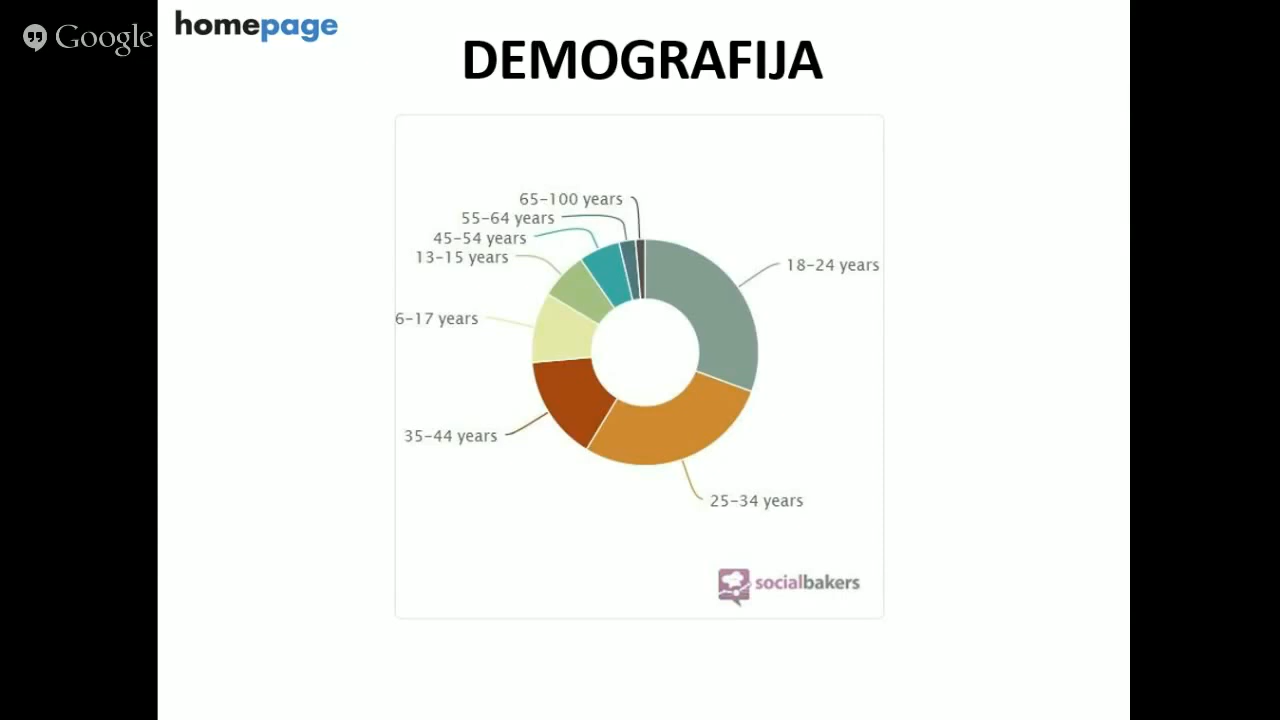 Google
homepage
DEMOGRAFIJA
65-100 years
55-64 years
45-54 years
13-15 years
18-24 years
6-17 years
35-44 years
25-34 years
socialbakers